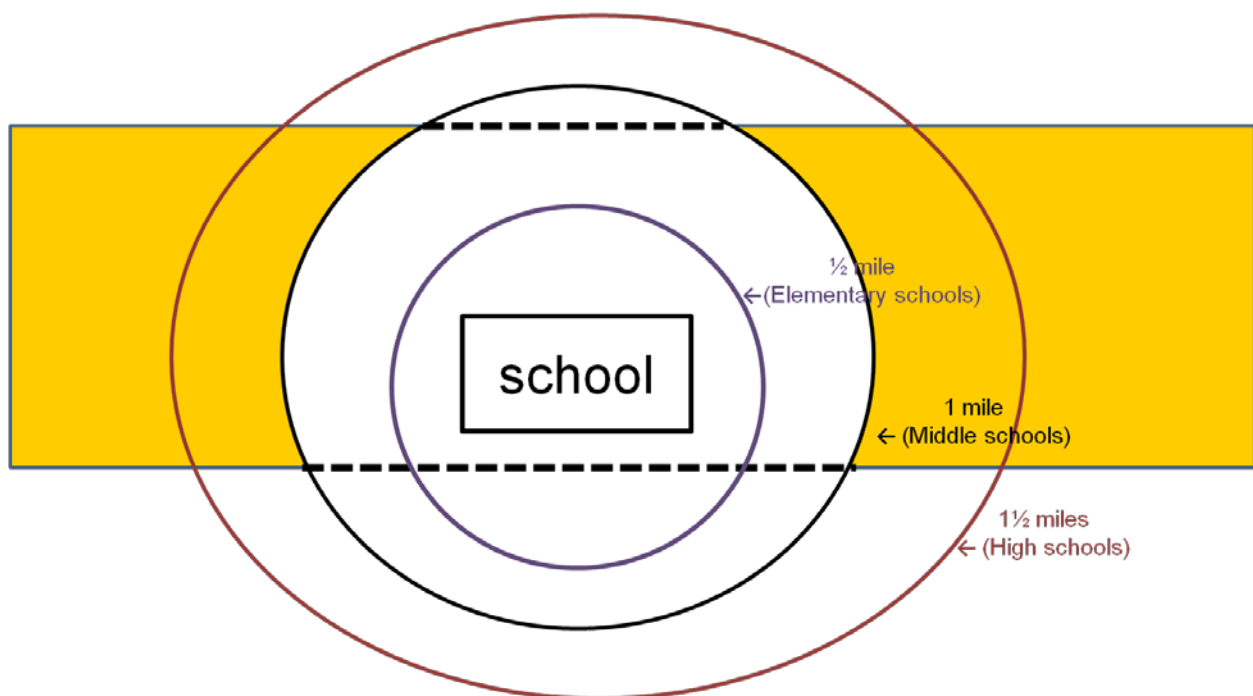 ½ mile
←(Elementary schools)
school
1 mile
← (Middle schools)
1½ miles
← (High schools)